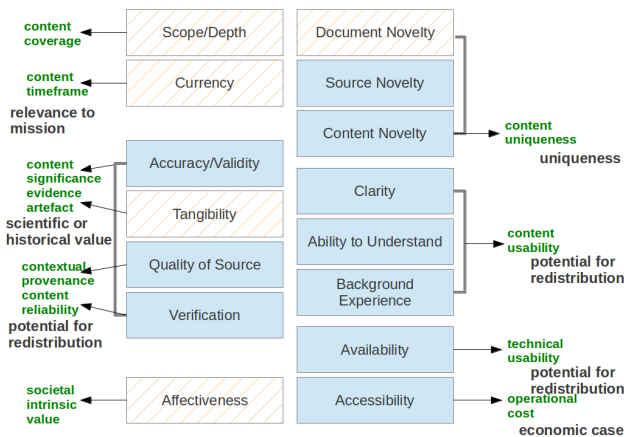 content
coverage
Scope/Depth
Document Novelty
content
timeframe
Currency
Source Novelty
relevance to
mission
Content Novelty
content
uniqueness
uniqueness
content
significance
evidence
artefact
Accuracy/Validity
Clarity
Tangibility
scientific or
historical value
Ability to Understand
content
usability
potential for
redistribution
contextual
provenance
content
reliability
Quality of Source
Background
Experience
Verification
potential for
redistribution
Availability
technical
usability
potential for
redistribution
societal
intrinsic
value
Affectiveness
Accessibility
operational
cost
economic case